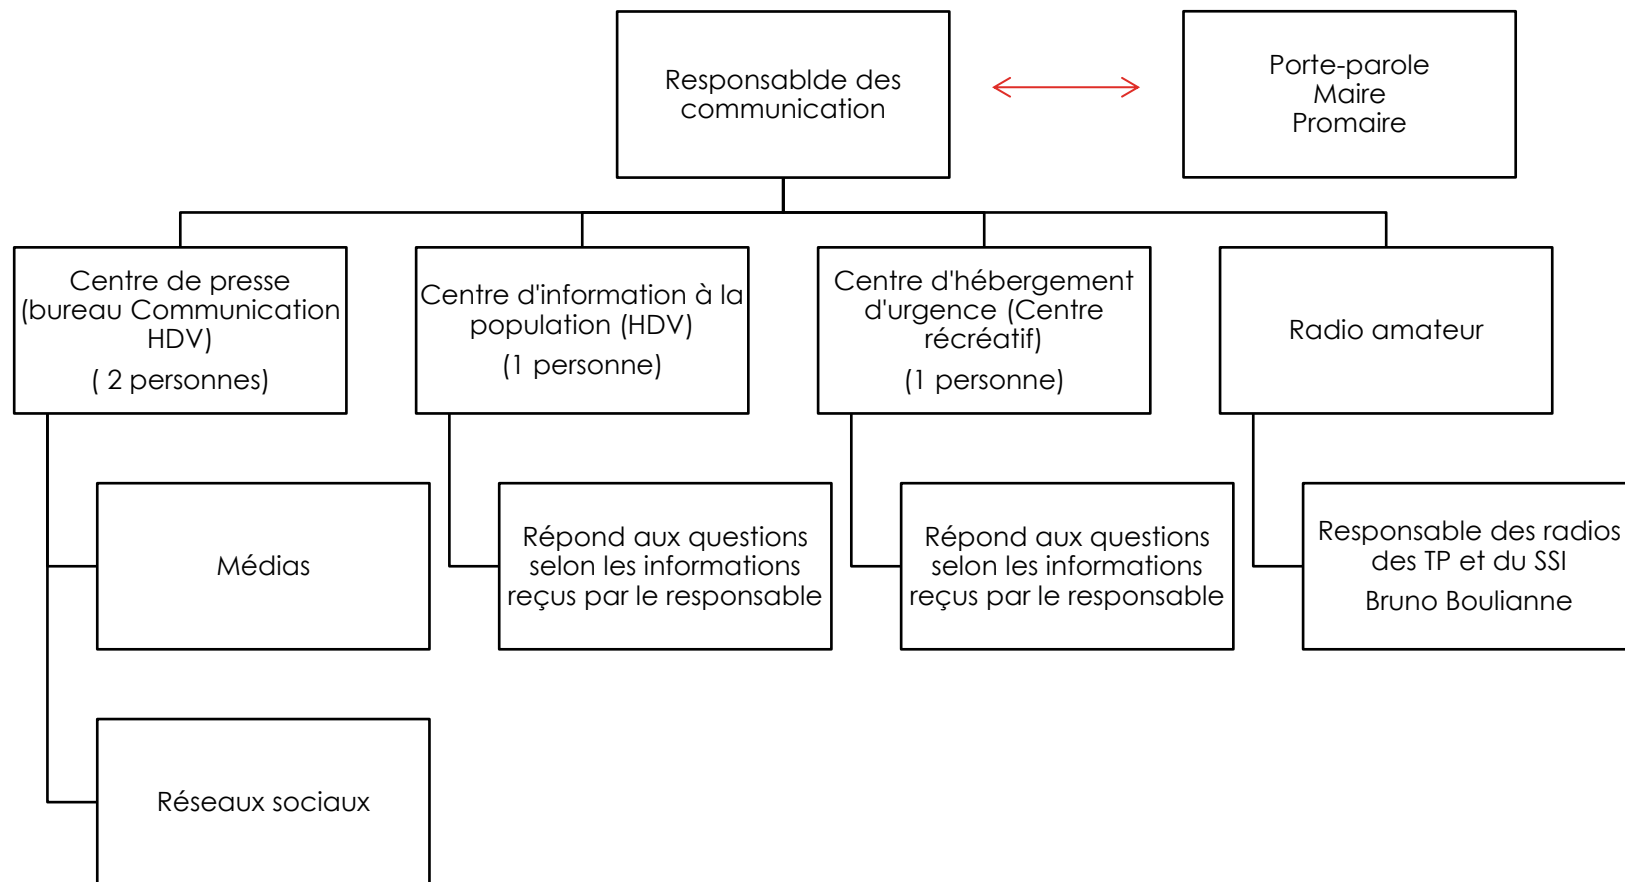 Responsablde des
communication
Porte-parole
Maire
Promaire
Centre de presse
(bureau Communication
HDV)
( 2 personnes)
Centre d'information à la
population (HDV)
(1 personne)
Centre d'hébergement
d'urgence (Centre
récréatif)
(1 personne)
Radio amateur
Médias
Répond aux questions
selon les informations
reçus par le responsable
Répond aux questions
selon les informations
reçus par le responsable
Responsable des radios
des TP et du SSI
Bruno Boulianne
Réseaux sociaux